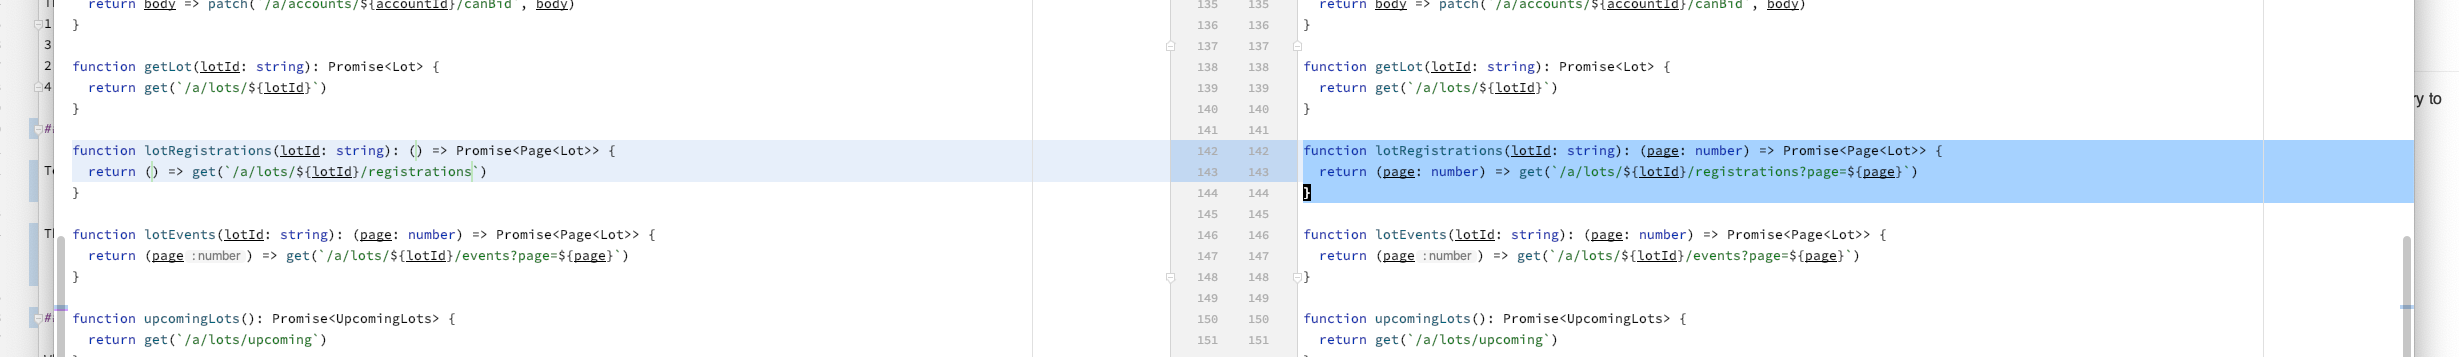 return body => patch(`/a/accounts/${accountId}/canBid`, body)
}
function getLot(lotId: string): Promise<Lot> {
return get(`/a/lots/${lotId}`)
}
function lotRegistrations(lotId: string): () => Promise<Page<Lot>> {
return () => get(`/a/lots/${lotId}/registrations`)
}
function lotEvents(lotId: string): (page: number) => Promise<Page<Lot>> {
return (page :number ) => get(`/a/lots/${lotId}/events?page=${page}`)
}
function upcomingLots(): Promise<UpcomingLots> {
return get(`/a/lots/upcoming`)
135 135 return body => patch(`/a/accounts/${accountId}/canBid`, body)
136 136 }
137 137
138 138 function getLot(lotId: string): Promise<Lot> {
139 139 return get(`/a/lots/${lotId}`)
140 140 }
141 141
142 142 function lotRegistrations(lotId: string): (page: number) => Promise<Page<Lot>> {
143 143 return (page: number) => get(`/a/lots/${lotId}/registrations?page=${page}`)
144 144 }
145 145
146 146 function lotEvents(lotId: string): (page: number) => Promise<Page<Lot>> {
147 147 return (page :number ) => get(`/a/lots/${lotId}/events?page=${page}`)
148 148 }
149 149
150 150 function upcomingLots(): Promise<UpcomingLots> {
151 151 return get(`/a/lots/upcoming`)
1
3
2
4
to